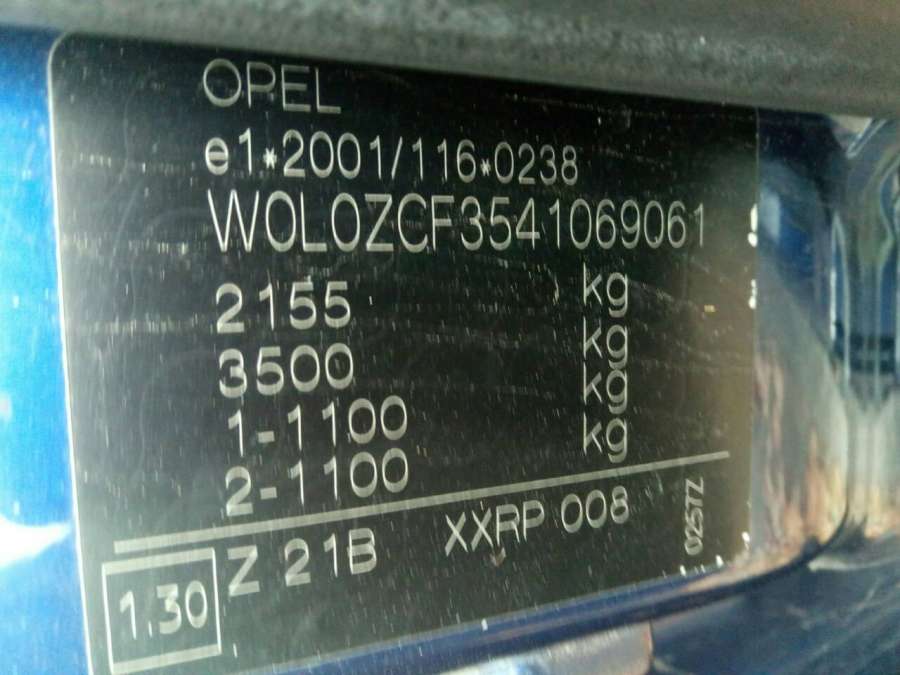 OPEL
e1*2001/116*0238
W0L0ZCF3541069061
2155 kg
3500 kg
1-1100 kg
2-1100 kg
1.30 Z 21B XXRP 008 025TZ